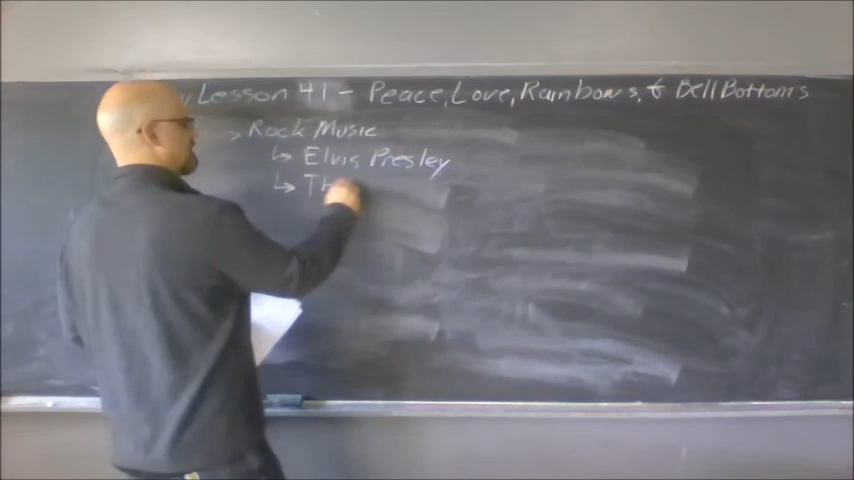 Lesson 41 - Peace, Love, Rainbows, & Bell Bottoms
> Rock Music
↳ Elvis Presley
↳ Th